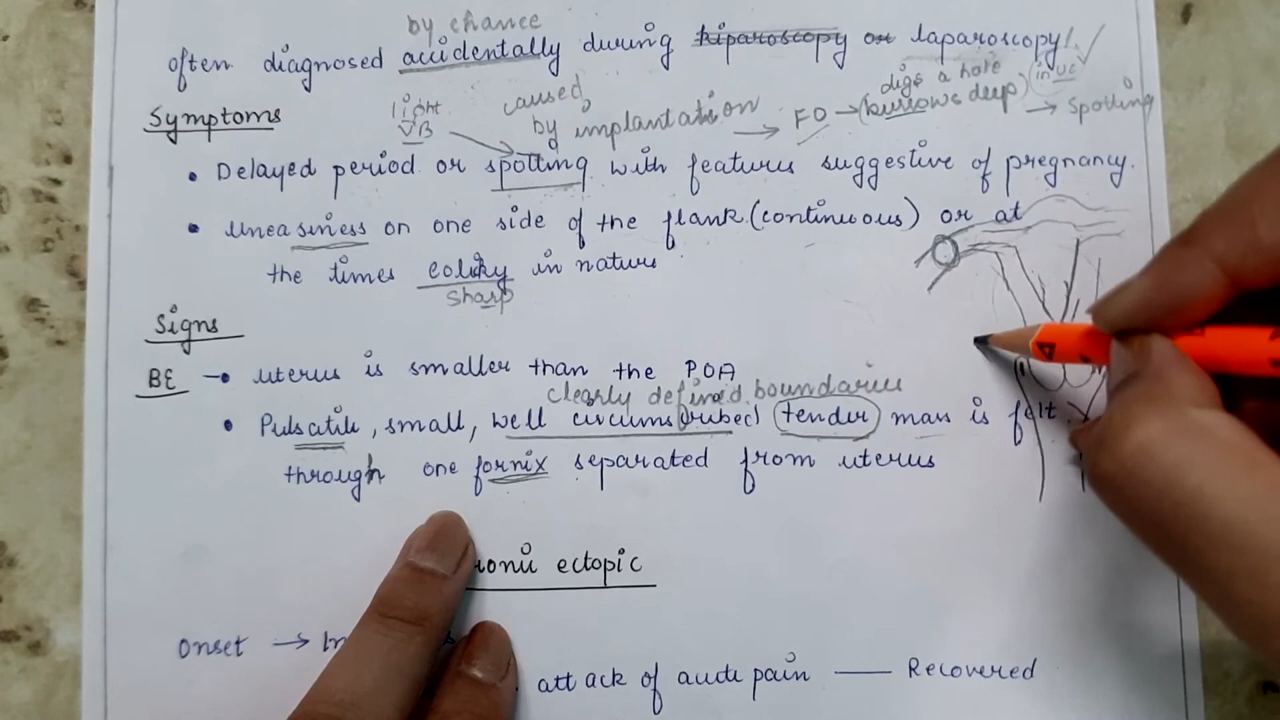 by chance
often diagnosed accidentally during laparoscopy!
digs a hole
light caused (in UC
VB by implantation → FO → (burrows deep) → Spotting
Symptoms
• Delayed period or spotting with features suggestive of pregnancy.
• uneasiness on one side of the flank (continuous) or at
the times colicky in nature
sharp
Signs
BE → uterus is smaller than the POA
clearly defined boundaries
• Pulsatile, small, well circumscribed tender mass is felt
through one fornix separated from uterus
ectopic
Onset →
attack of acute pain — Recovered